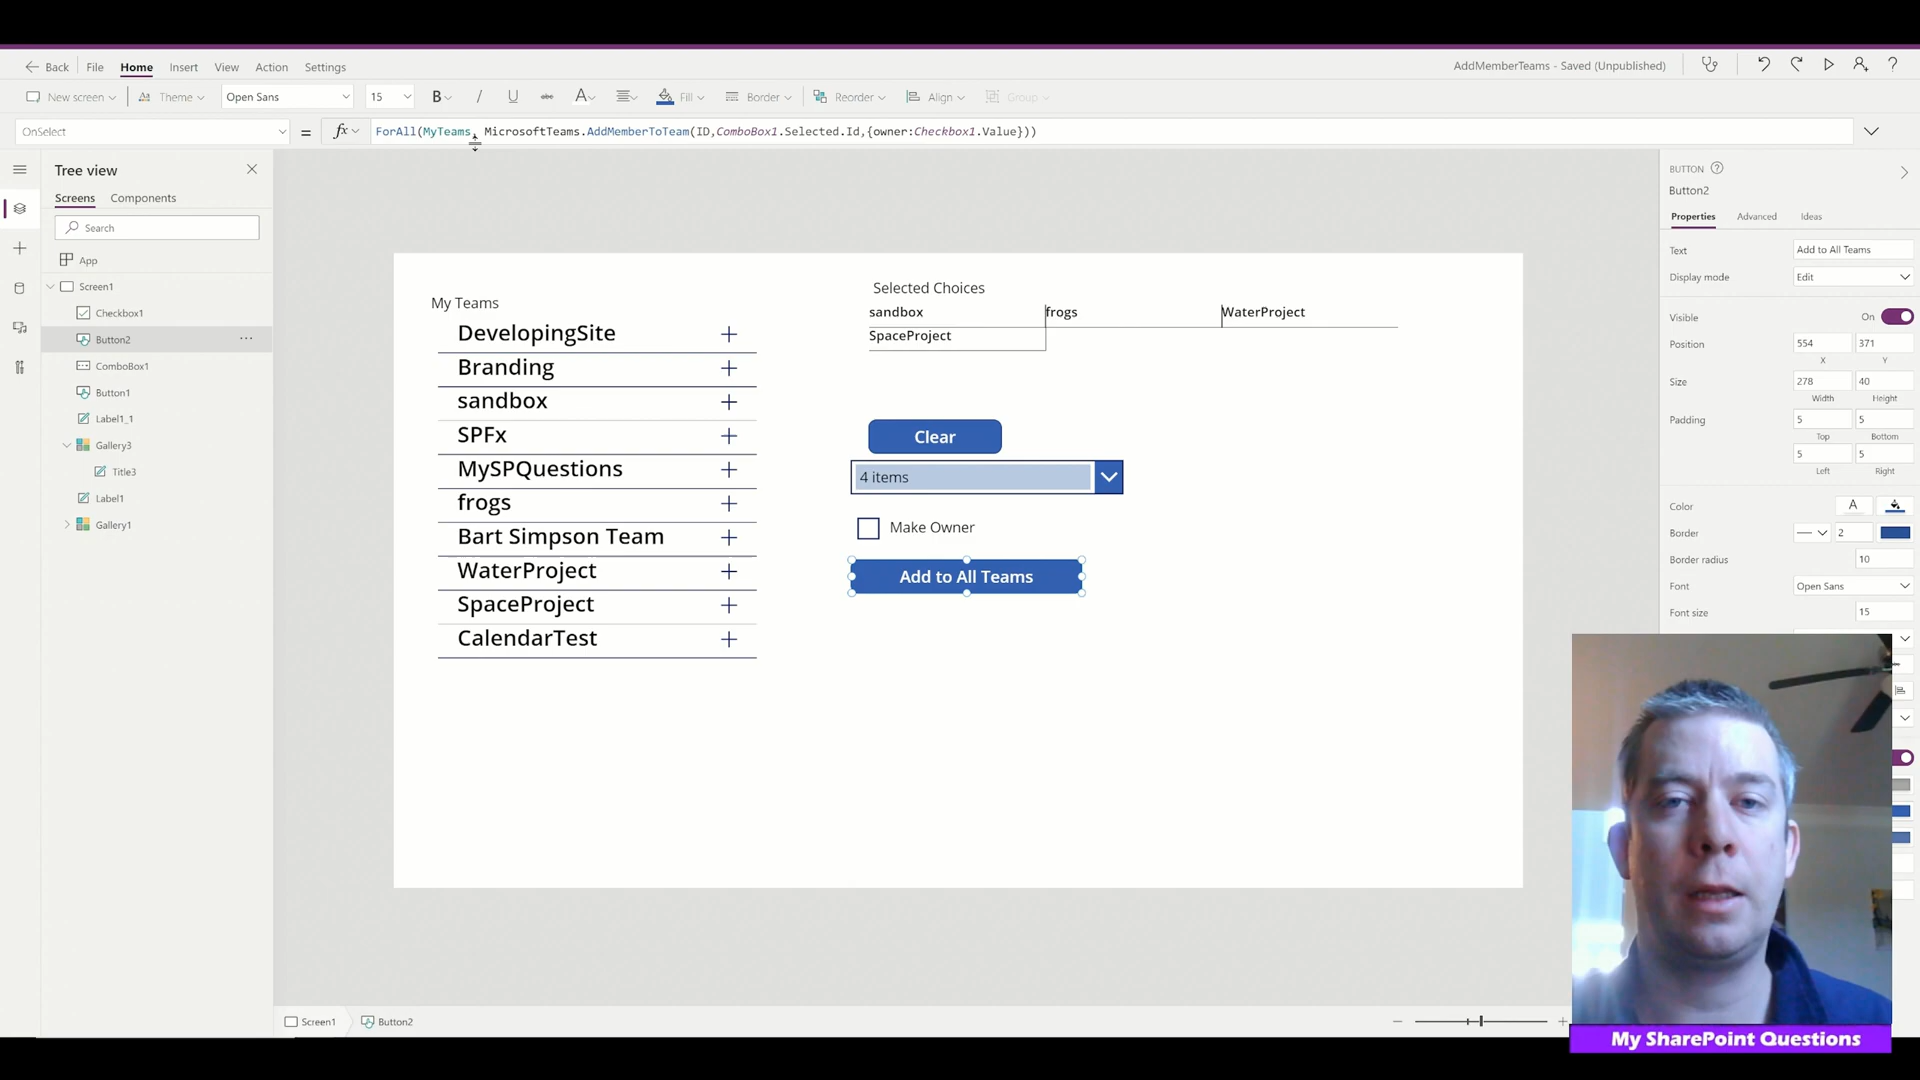 Back File Home Insert View Action Settings AddMemberTeams - Saved (Unpublished) ?
New screen Theme Open Sans 15 B / U abc A Fill Border Reorder Align Group
OnSelect = fx ForAll(MyTeams, MicrosoftTeams.AddMemberToTeam(ID,ComboBox1.Selected.Id,{owner:Checkbox1.Value}))
Tree view
Screens Components
Search
App
Screen1
Checkbox1
Button2 ...
ComboBox1
Button1
Label1_1
Gallery3
Title3
Label1
Gallery1
My Teams
DevelopingSite
Branding
sandbox
SPFx
MySPQuestions
frogs
Bart Simpson Team
WaterProject
SpaceProject
CalendarTest
Selected Choices
sandbox frogs WaterProject
SpaceProject
Clear
4 items
Make Owner
Add to All Teams
BUTTON ?
Button2
Properties Advanced Ideas
Text Add to All Teams
Display mode Edit
Visible On
Position 554 371
X Y
Size 278 40
Width Height
Padding 5 5
Top Bottom
5 5
Left Right
Color A
Border 2
Border radius 10
Font Open Sans
Font size 15
Screen1 Button2
My SharePoint Questions